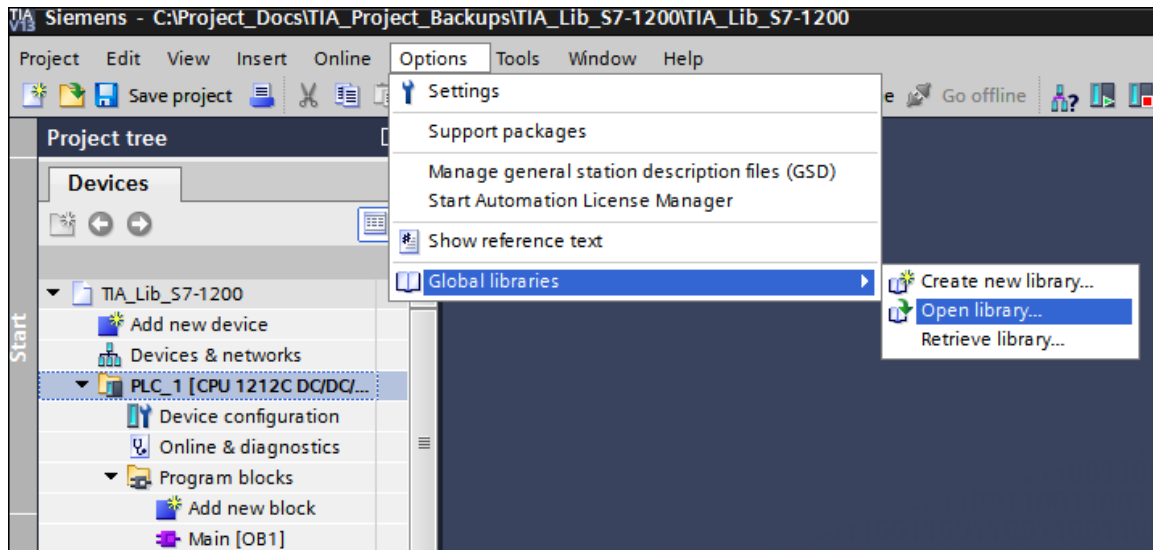 TIA V13 Siemens - C:\Project_Docs\TIA_Project_Backups\TIA_Lib_S7-1200\TIA_Lib_S7-1200
Project Edit View Insert Online Options Tools Window Help
Save project
Go offline
Settings
Support packages
Manage general station description files (GSD)
Start Automation License Manager
Show reference text
Global libraries
Create new library...
Open library...
Retrieve library...
Start
Project tree
Devices
TIA_Lib_S7-1200
Add new device
Devices & networks
PLC_1 [CPU 1212C DC/DC/...
Device configuration
Online & diagnostics
Program blocks
Add new block
Main [OB1]